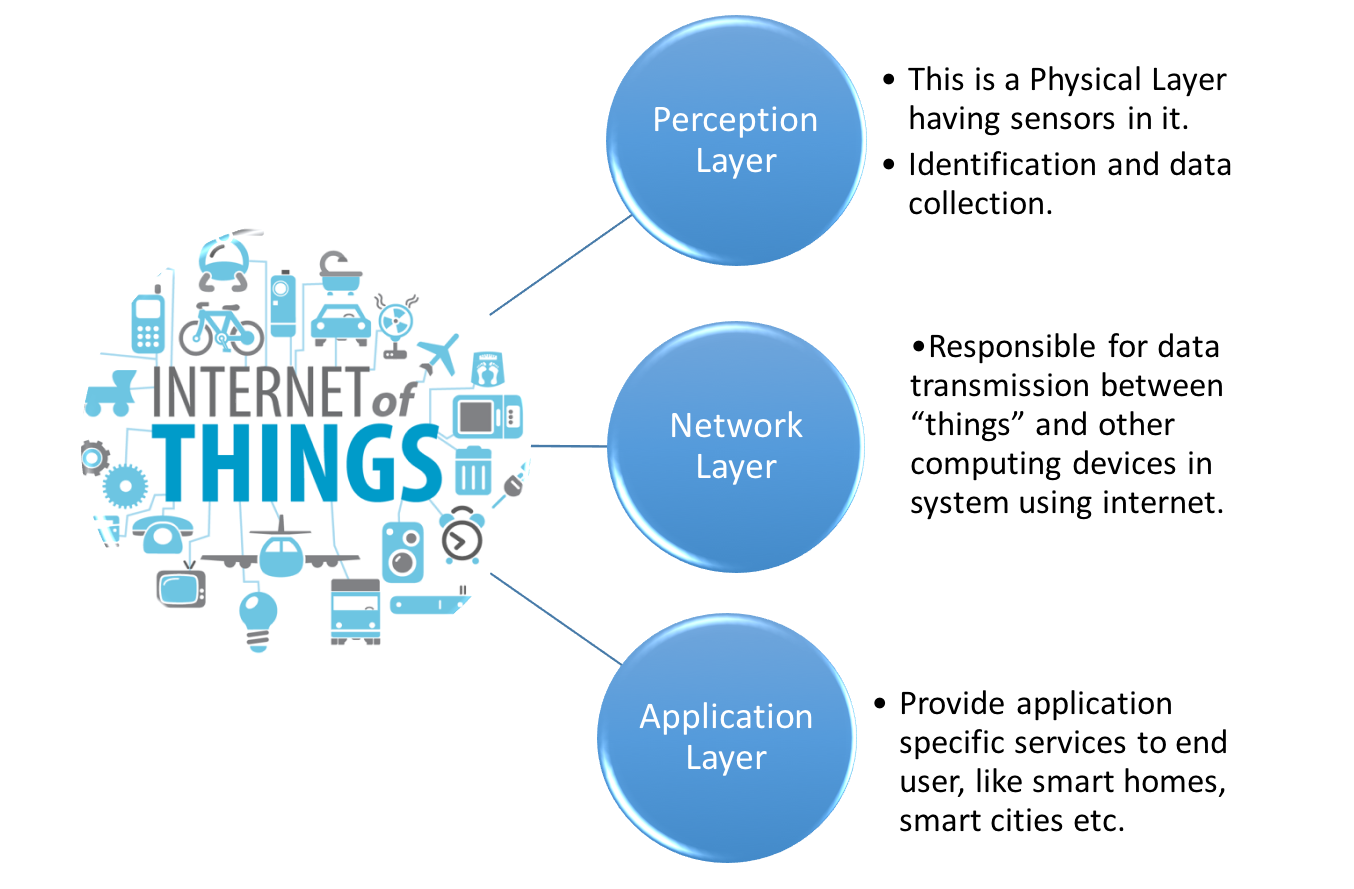 Perception
Layer
• This is a Physical Layer
having sensors in it.
• Identification and data
collection.
INTERNET of
THINGS
Network
Layer
•Responsible for data
transmission between
“things” and other
computing devices in
system using internet.
Application
Layer
• Provide application
specific services to end
user, like smart homes,
smart cities etc.